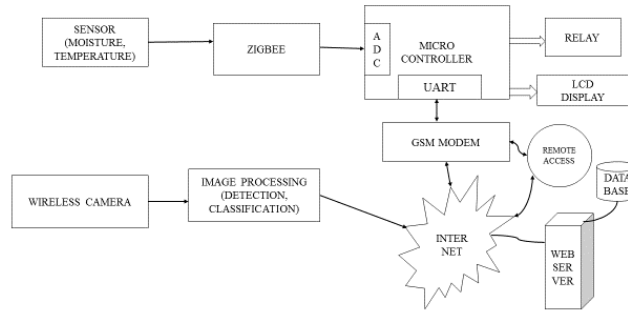 SENSOR
(MOISTURE,
TEMPERATURE)
ZIGBEE
A
D
C
MICRO
CONTROLLER
UART
RELAY
LCD
DISPLAY
GSM MODEM
REMOTE
ACCESS
WIRELESS CAMERA
IMAGE PROCESSING
(DETECTION,
CLASSIFICATION)
INTER
NET
DATA
BASE
WEB
SER
VER